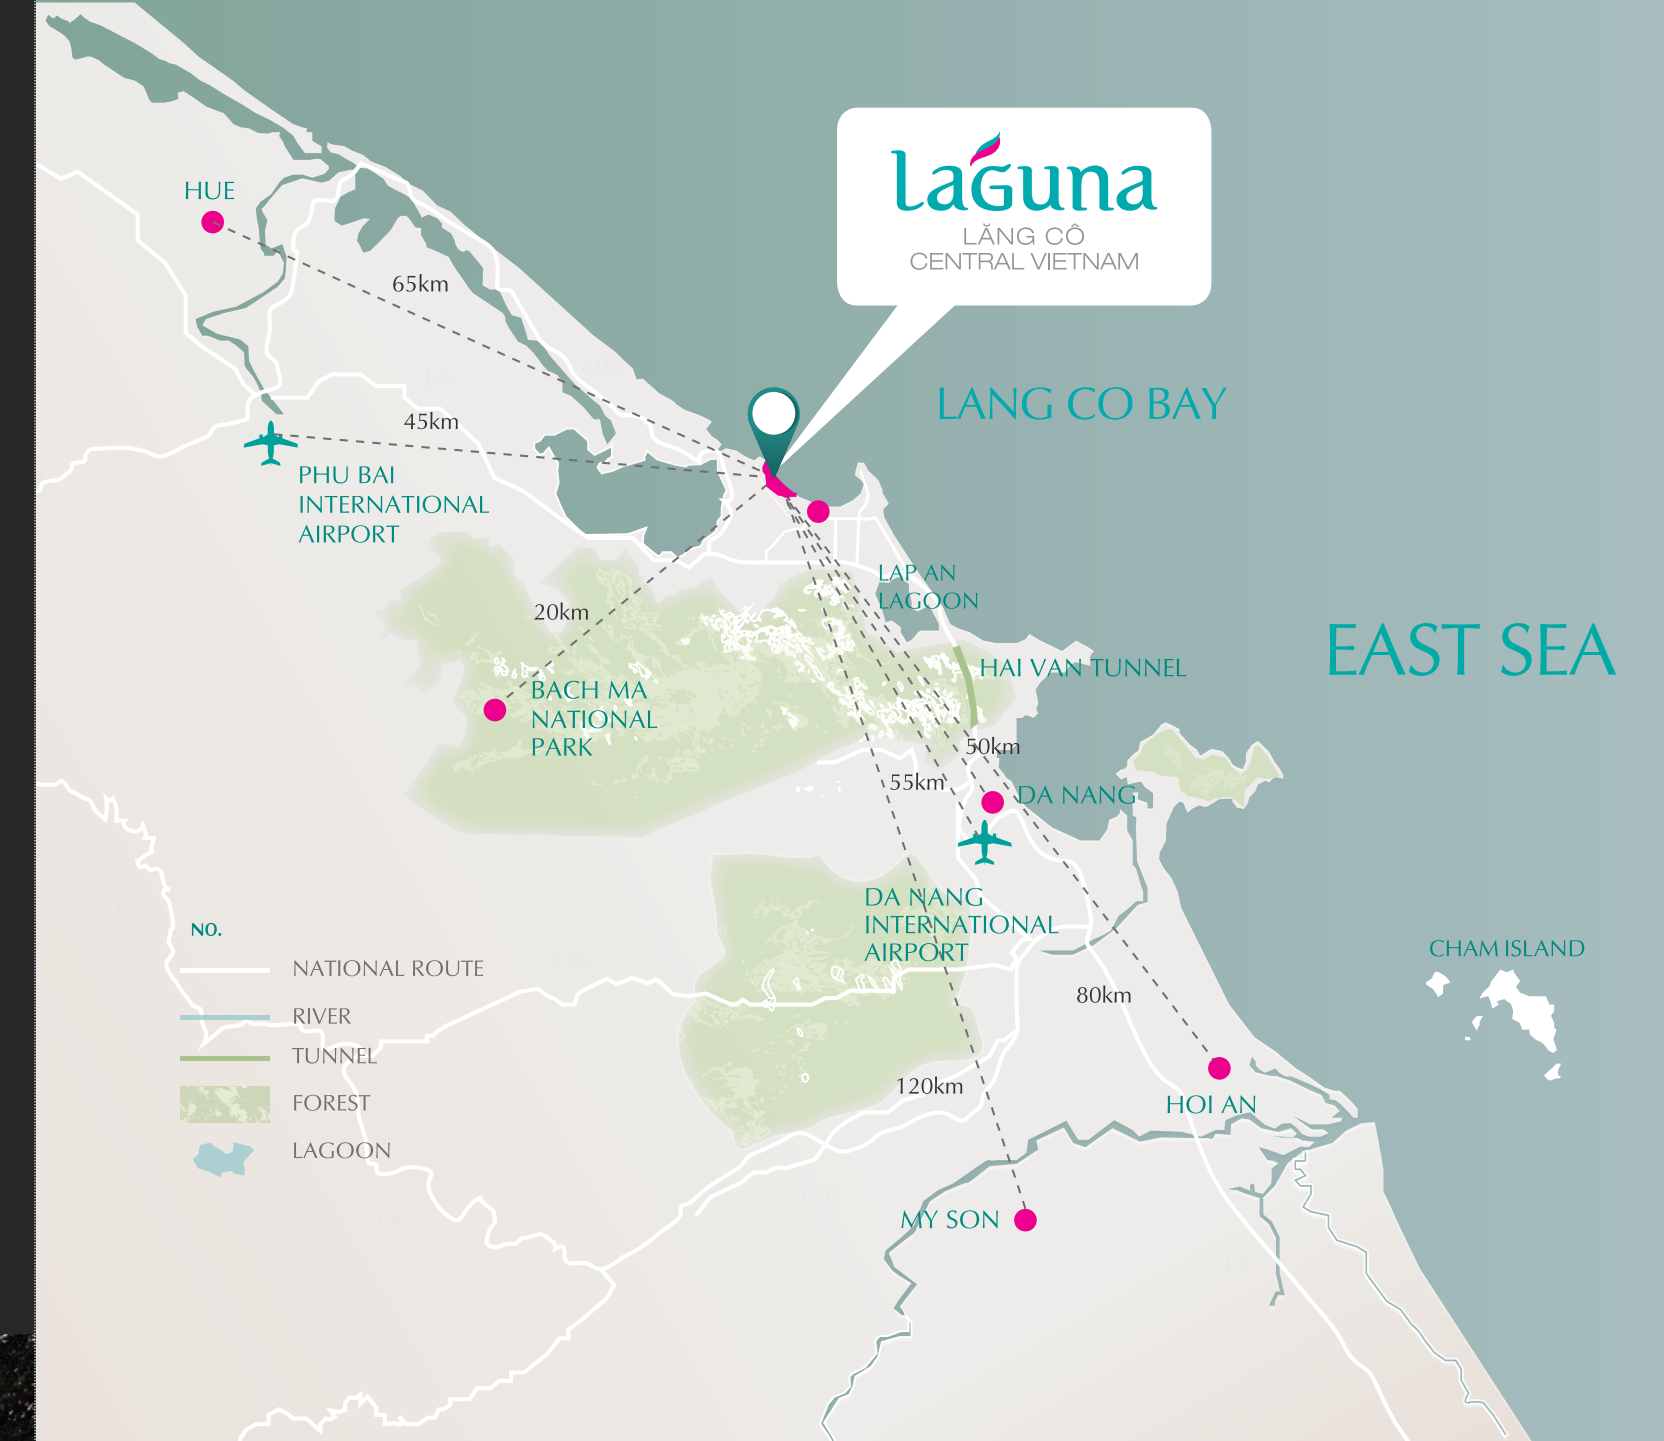 laguna
LĂNG CÔ
CENTRAL VIETNAM
HUE
65km
LANG CO BAY
45km
PHU BAI
INTERNATIONAL
AIRPORT
LAP AN
LAGOON
20km
EAST SEA
HAI VAN TUNNEL
BACH MA
NATIONAL
PARK
50km
55km
DA NANG
DA NANG
INTERNATIONAL
AIRPORT
NO.
NATIONAL ROUTE
RIVER
TUNNEL
FOREST
LAGOON
CHAM ISLAND
80km
120km
HOI AN
MY SON